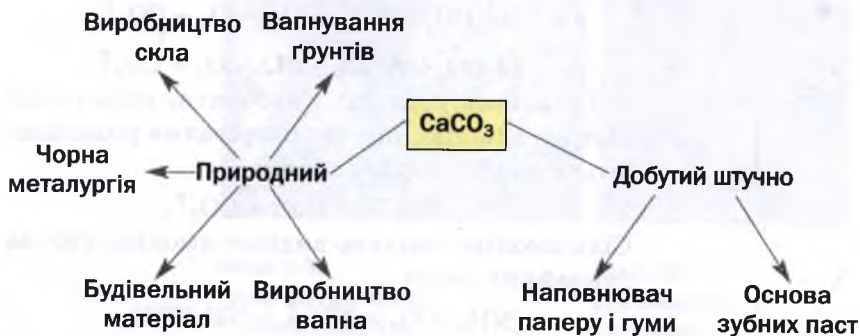 Виробництво
скла
Вапнування
ґрунтів
CaCO₃
Чорна
металургія
Природний
Добутий штучно
Будівельний
матеріал
Виробництво
вапна
Наповнювач
паперу і гуми
Основа
зубних паст